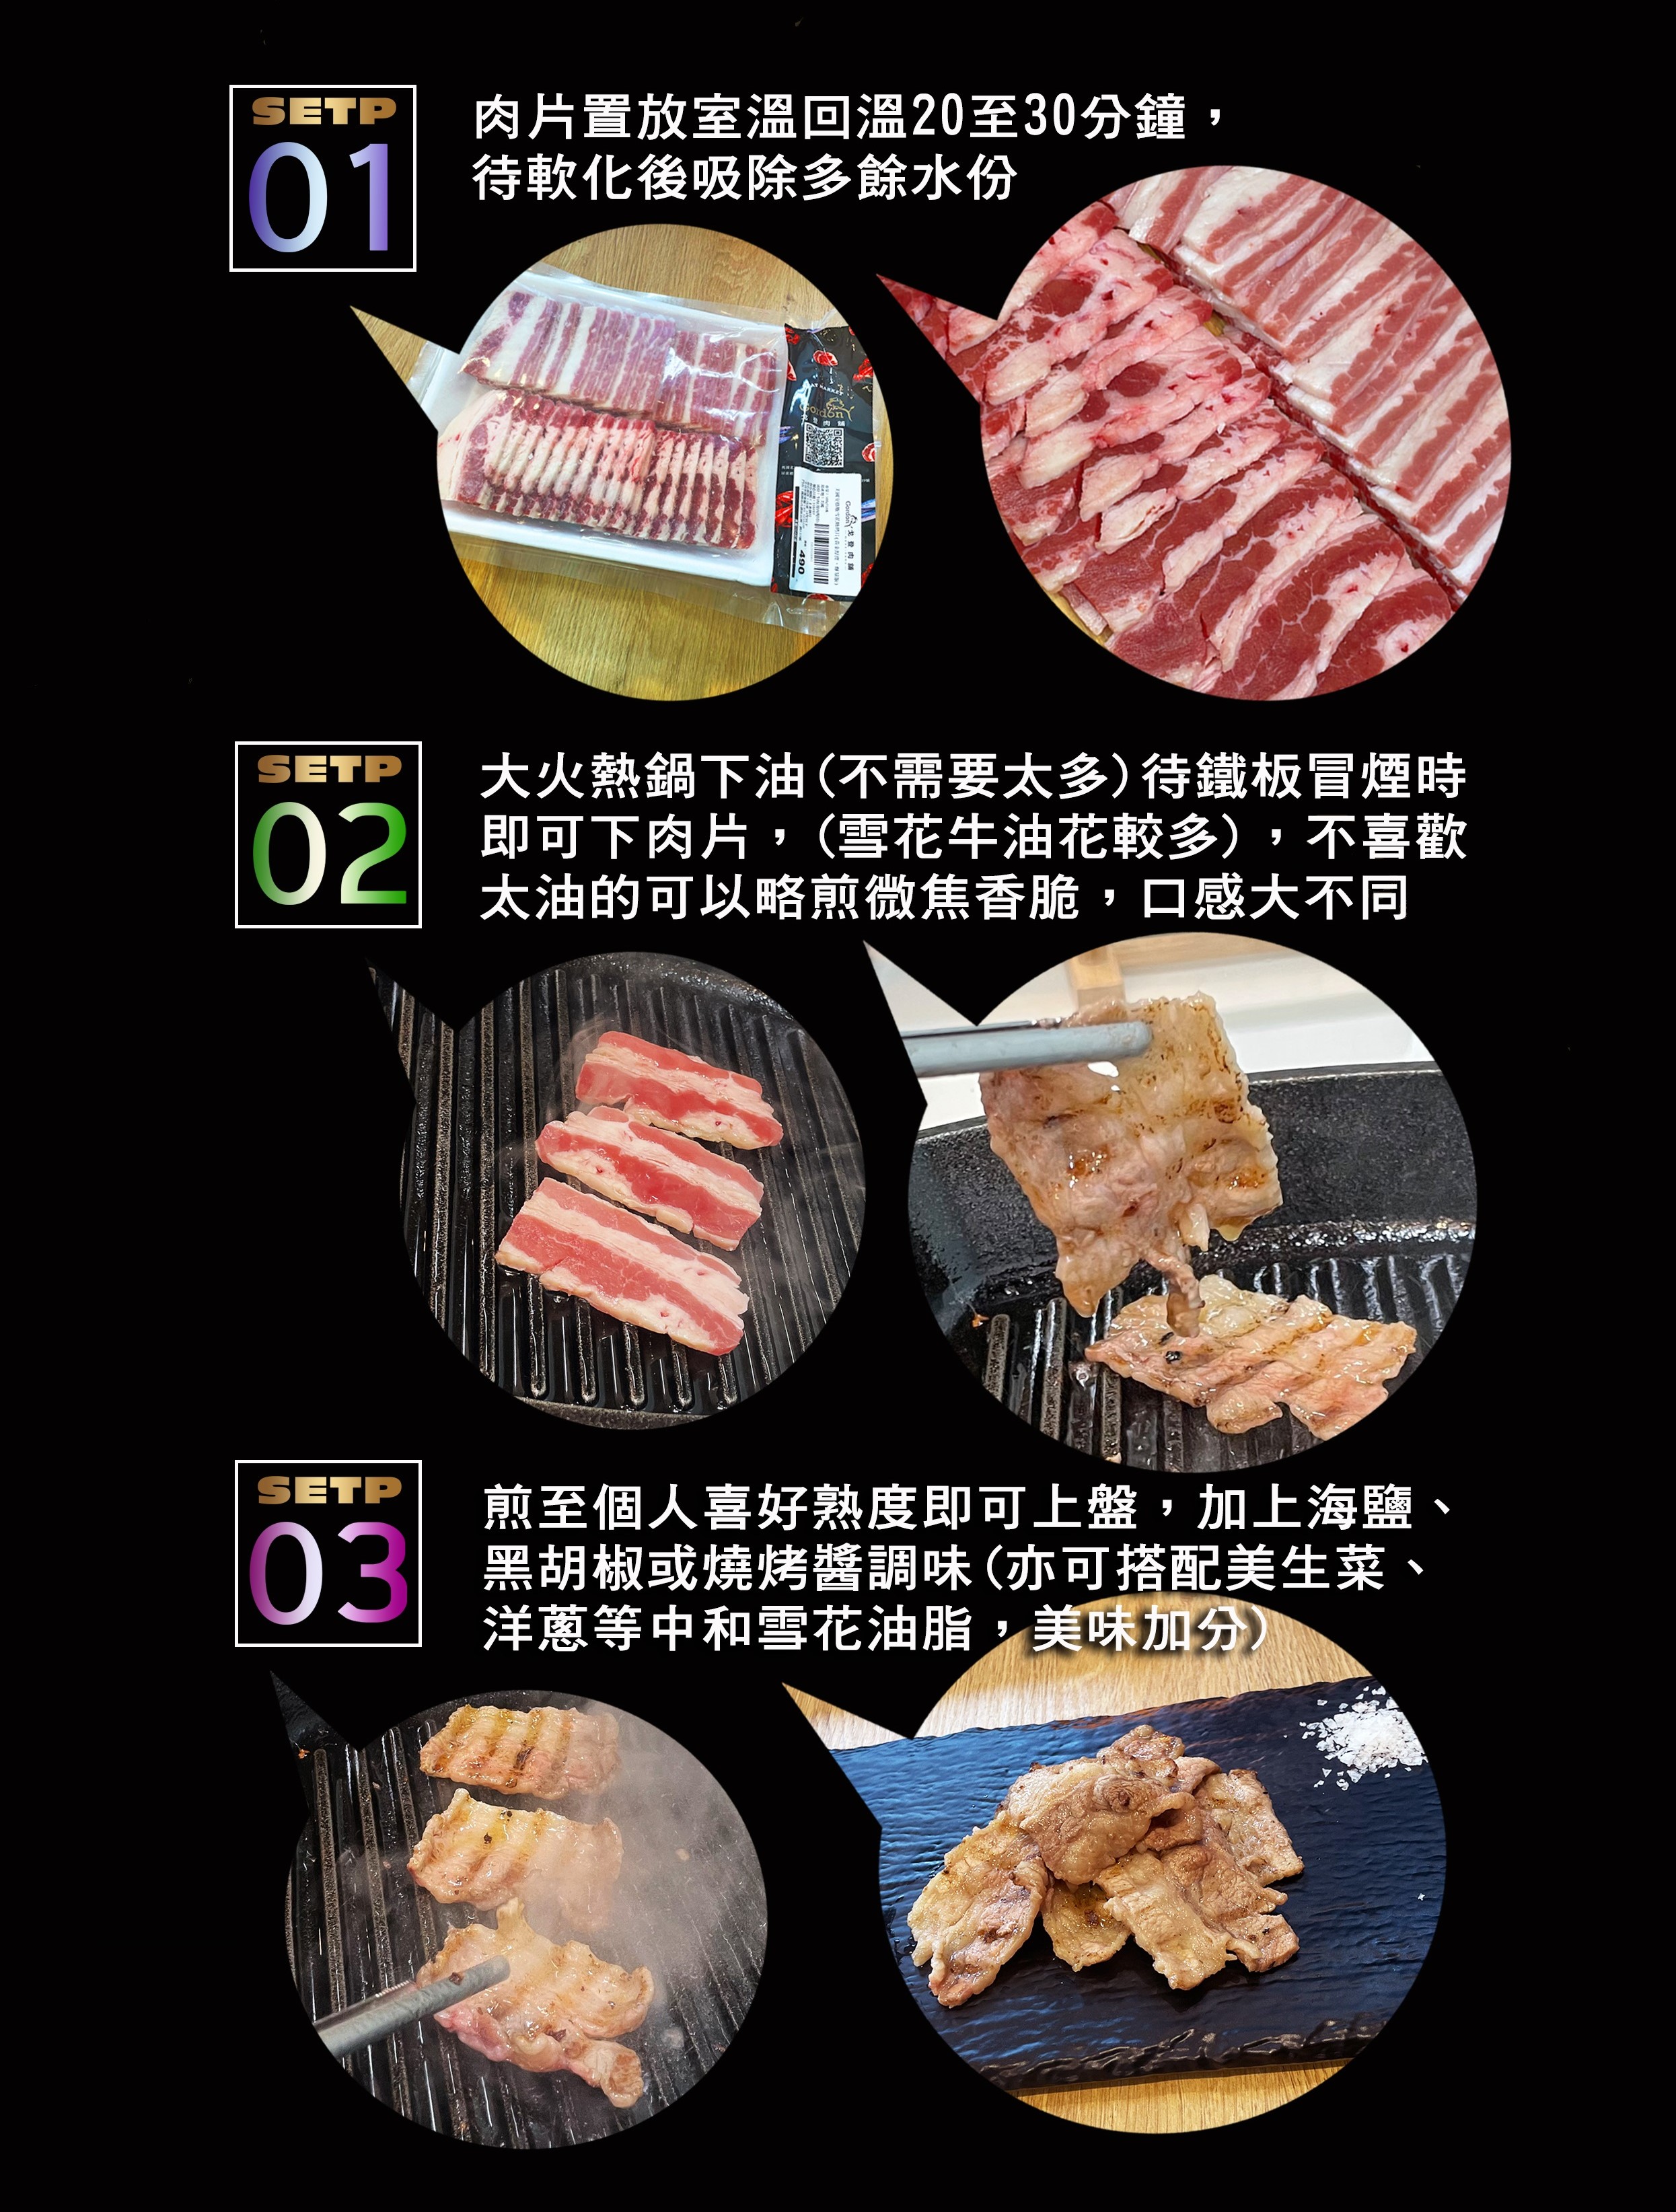 SETP
01
肉片置放室溫回溫20至30分鐘，
待軟化後吸除多餘水份
Gordon
Gordon 戈登肉舖
490
SETP
02
大火熱鍋下油(不需要太多)待鐵板冒煙時
即可下肉片，(雪花牛油花較多)，不喜歡
太油的可以略煎微焦香脆，口感大不同
SETP
03
煎至個人喜好熟度即可上盤，加上海鹽、
黑胡椒或燒烤醬調味(亦可搭配美生菜、
洋蔥等中和雪花油脂，美味加分)